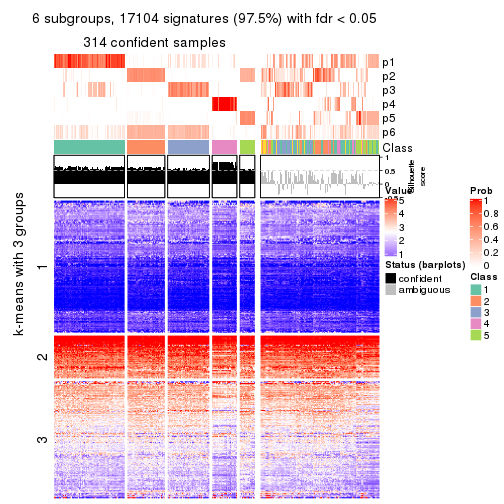 6 subgroups, 17104 signatures (97.5%) with fdr < 0.05
314 confident samples
p1
p2
p3
p4
p5
p6
Class
1
0.5
0
Silhouette
score
k-means with 3 groups
1
2
3
Value
5
4
3
2
1
Status (barplots)
confident
ambiguous
Prob
1
0.8
0.6
0.4
0.2
0
Class
1
2
3
4
5